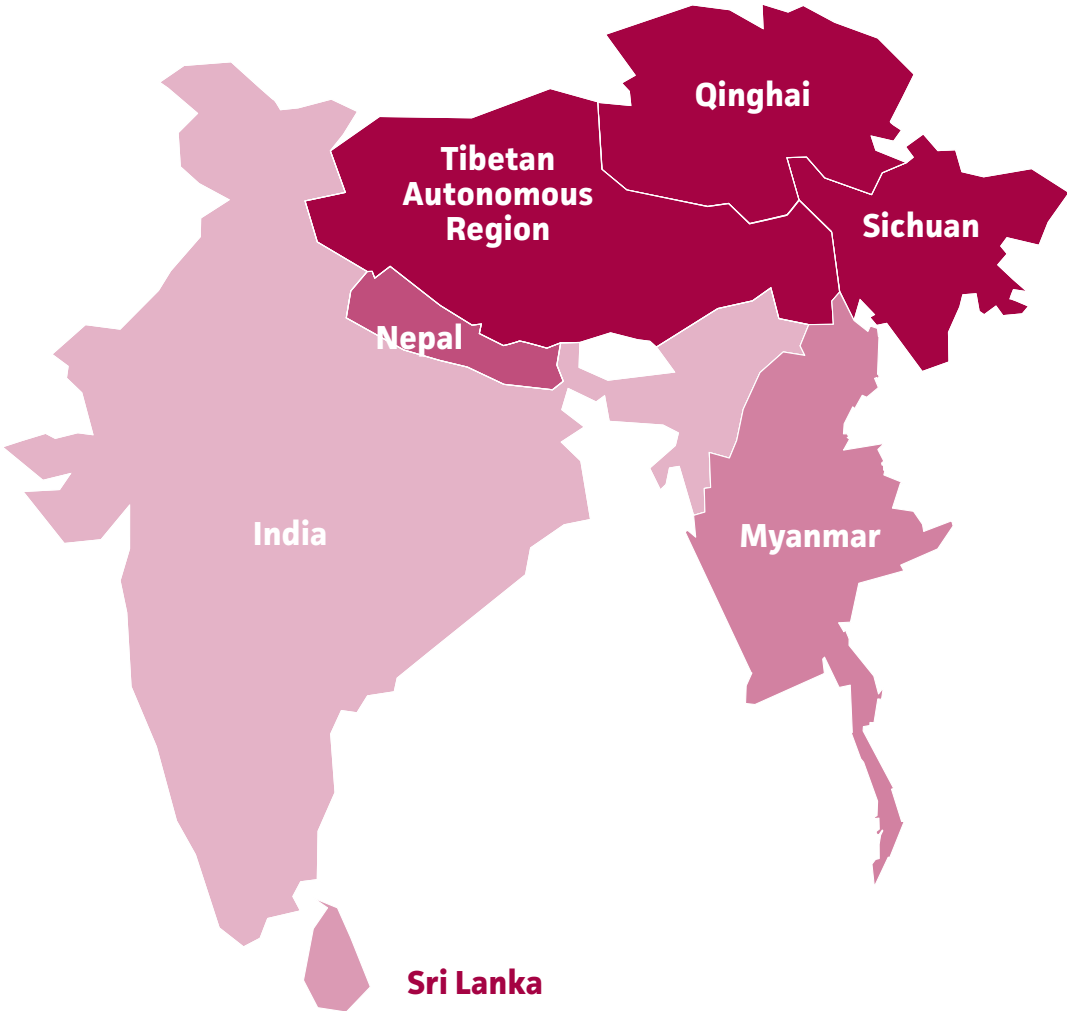 Qinghai
Tibetan
Autonomous
Region
Sichuan
Nepal
India
Myanmar
Sri Lanka